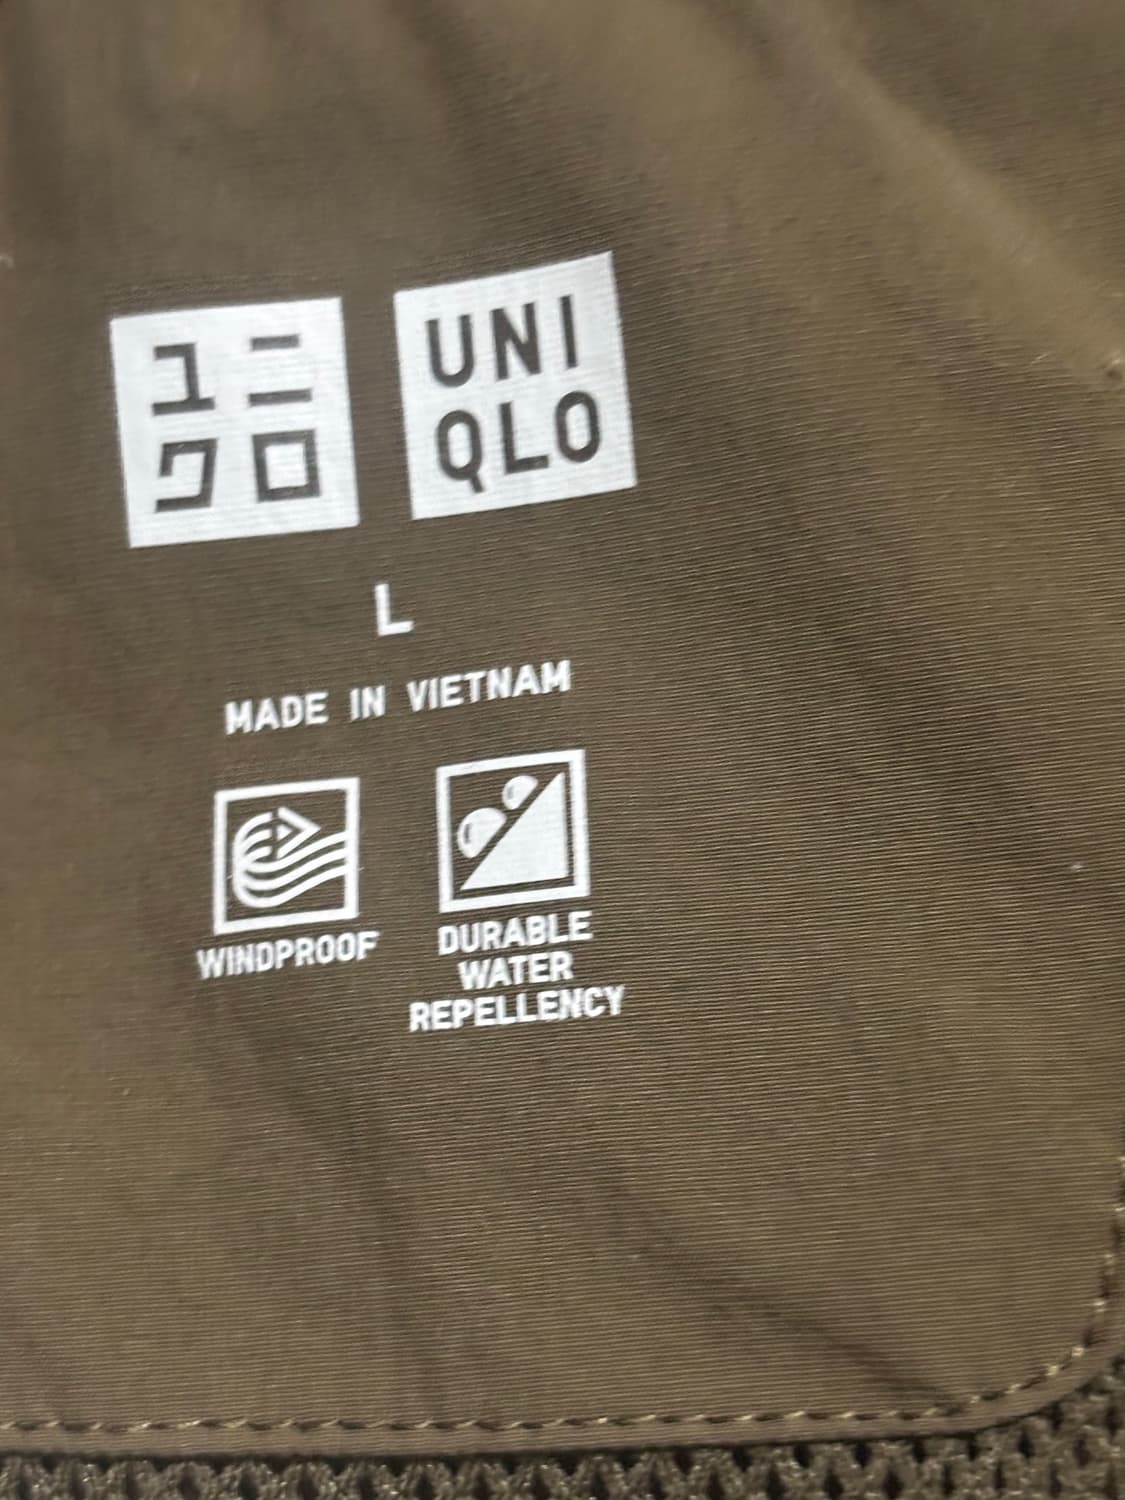 ユニ
クロ
UNI
QLO
L
MADE IN VIETNAM
WINDPROOF
DURABLE
WATER
REPELLENCY